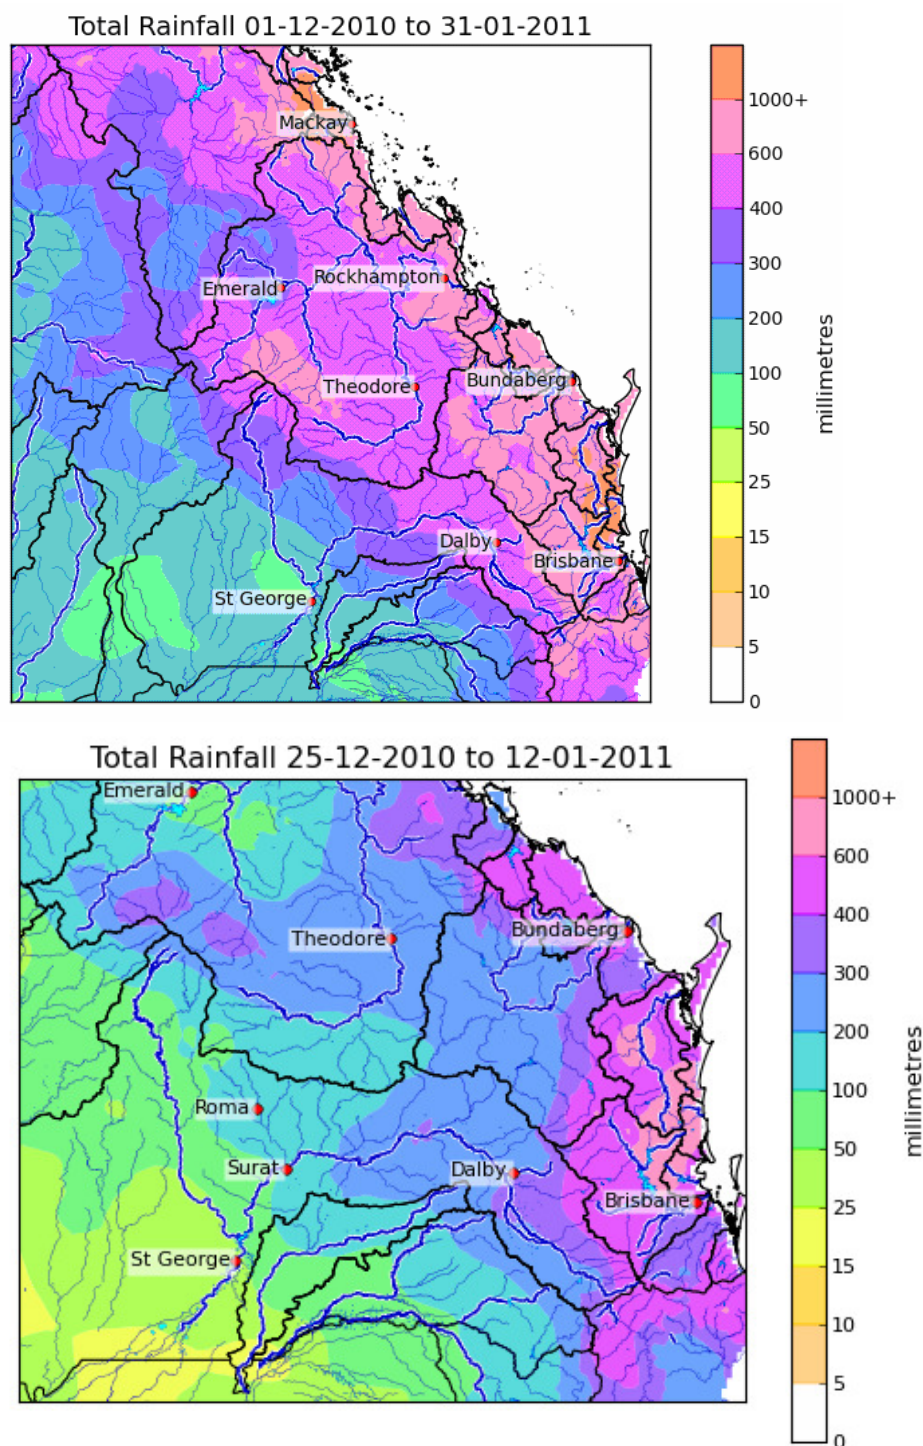 Total Rainfall 01-12-2010 to 31-01-2011
Mackay
Rockhampton
Emerald
Theodore
Bundaberg
Dalby
Brisbane
St George
1000+
600
400
300
200
100
50
25
15
10
5
0
millimetres
Total Rainfall 25-12-2010 to 12-01-2011
Emerald
Theodore
Bundaberg
Roma
Surat
Dalby
Brisbane
St George
1000+
600
400
300
200
100
50
25
15
10
5
0
millimetres